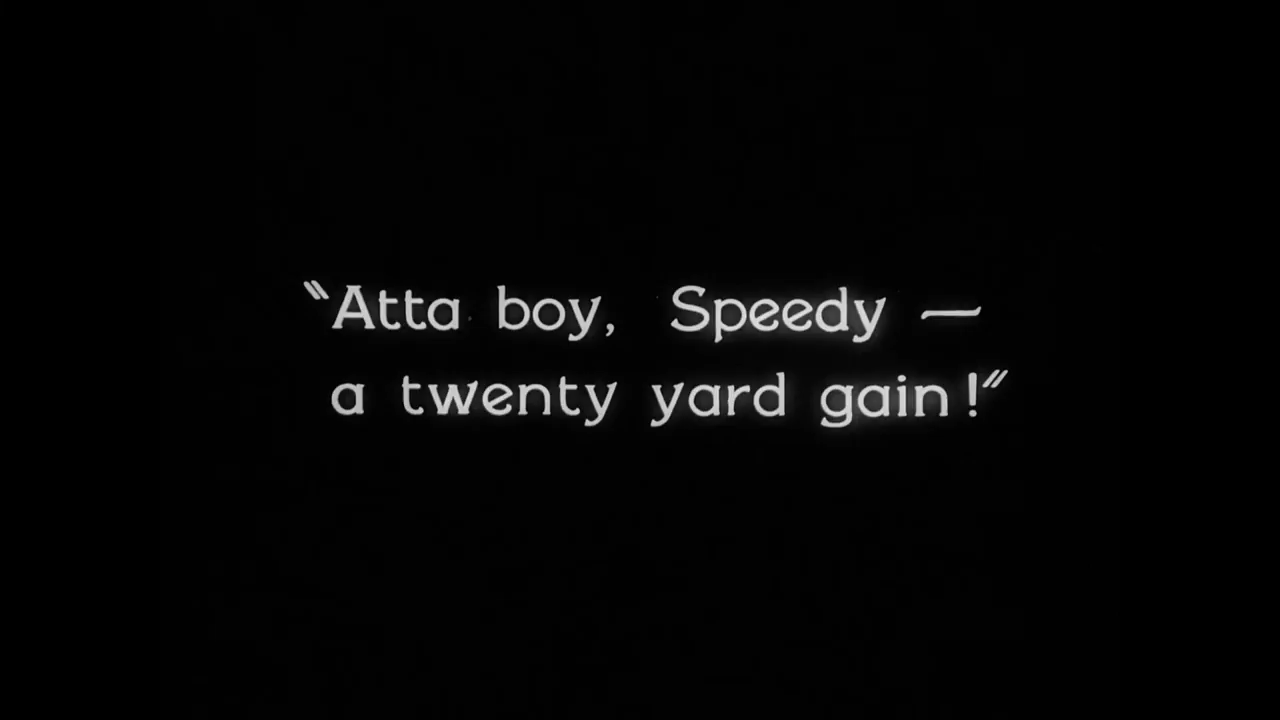 “Atta boy, Speedy —
a twenty yard gain!”